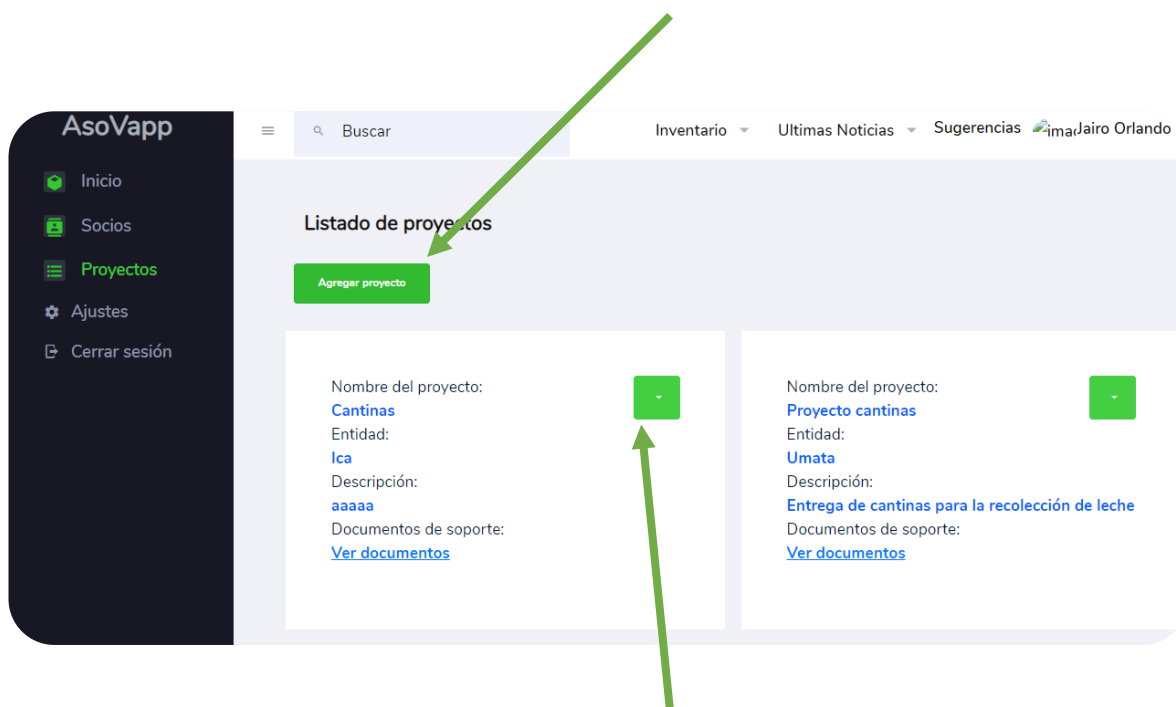 AsoVapp
Inicio
Socios
Proyectos
Ajustes
Cerrar sesión
Buscar
Inventario
Ultimas Noticias
Sugerencias
Jairo Orlando
Listado de proyectos
Agregar proyecto
Nombre del proyecto:
Cantinas
Entidad:
Ica
Descripción:
aaaaa
Documentos de soporte:
Ver documentos
Nombre del proyecto:
Proyecto cantinas
Entidad:
Umata
Descripción:
Entrega de cantinas para la recolección de leche
Documentos de soporte:
Ver documentos